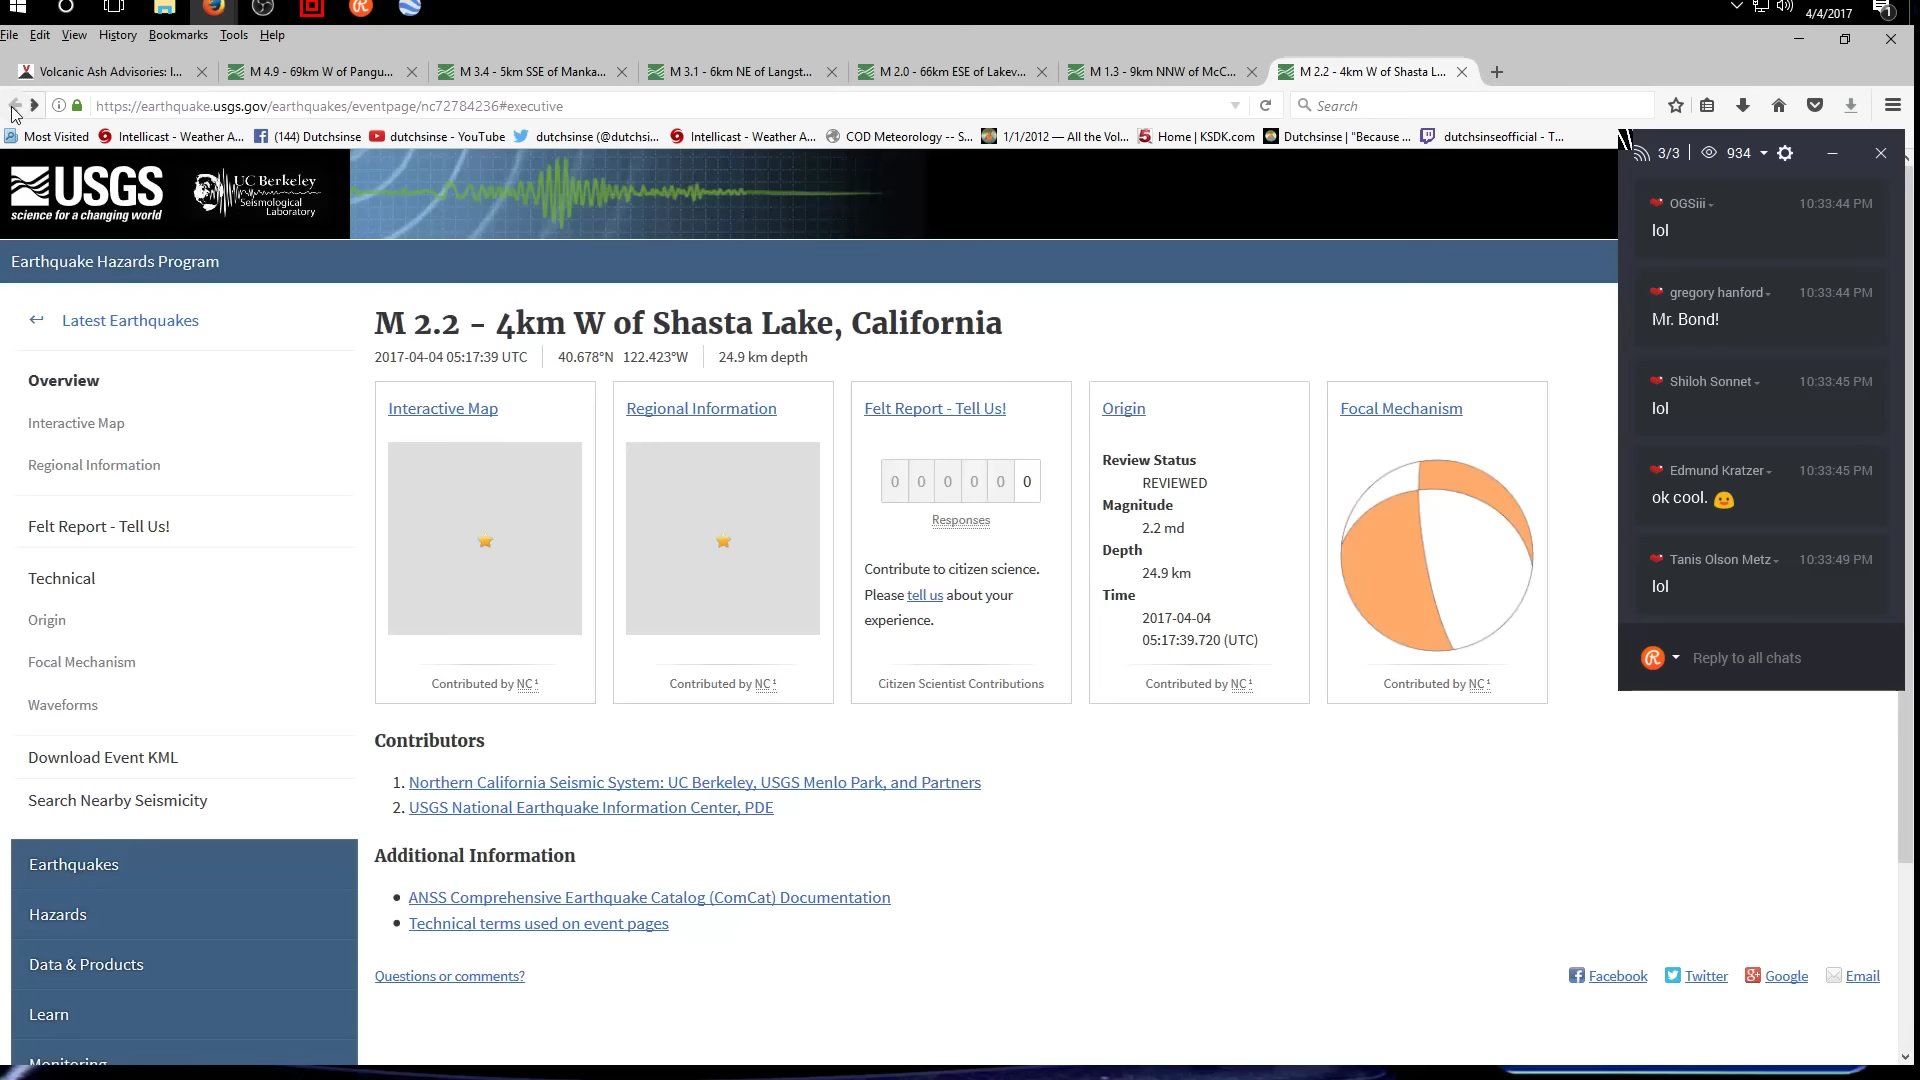 4/4/2017
1
File Edit View History Bookmarks Tools Help
Volcanic Ash Advisories: I...
M 4.9 - 69km W of Pangu...
M 3.4 - 5km SSE of Manka...
M 3.1 - 6km NE of Langst...
M 2.0 - 66km ESE of Lakev...
M 1.3 - 9km NNW of McC...
M 2.2 - 4km W of Shasta L...
https://earthquake.usgs.gov/earthquakes/eventpage/nc72784236#executive
Search
Most Visited
Intellicast - Weather A...
(144) Dutchsinse
dutchsinse - YouTube
dutchsinse (@dutchsi...
Intellicast - Weather A...
COD Meteorology -- S...
1/1/2012 — All the Vol...
Home | KSDK.com
Dutchsinse | "Because ...
dutchsinseofficial - T...
USGS
science for a changing world
UC Berkeley
Seismological
Laboratory
Earthquake Hazards Program
Latest Earthquakes
Overview
Interactive Map
Regional Information
Felt Report - Tell Us!
Technical
Origin
Focal Mechanism
Waveforms
Download Event KML
Search Nearby Seismicity
Earthquakes
Hazards
Data & Products
Learn
Monitoring
M 2.2 - 4km W of Shasta Lake, California
2017-04-04 05:17:39 UTC
40.678°N 122.423°W
24.9 km depth
Interactive Map
Contributed by NC 1
Regional Information
Contributed by NC 1
Felt Report - Tell Us!
0 0 0 0 0 0
Responses
Contribute to citizen science.
Please tell us about your
experience.
Citizen Scientist Contributions
Origin
Review Status
REVIEWED
Magnitude
2.2 md
Depth
24.9 km
Time
2017-04-04
05:17:39.720 (UTC)
Contributed by NC 1
Focal Mechanism
Contributed by NC 1
Contributors
1. Northern California Seismic System: UC Berkeley, USGS Menlo Park, and Partners
2. USGS National Earthquake Information Center, PDE
Additional Information
ANSS Comprehensive Earthquake Catalog (ComCat) Documentation
Technical terms used on event pages
Questions or comments?
Facebook Twitter Google Email
3/3 934
OGSiii 10:33:44 PM
lol
gregory hanford 10:33:44 PM
Mr. Bond!
Shiloh Sonnet 10:33:45 PM
lol
Edmund Kratzer 10:33:45 PM
ok cool.
Tanis Olson Metz 10:33:49 PM
lol
Reply to all chats